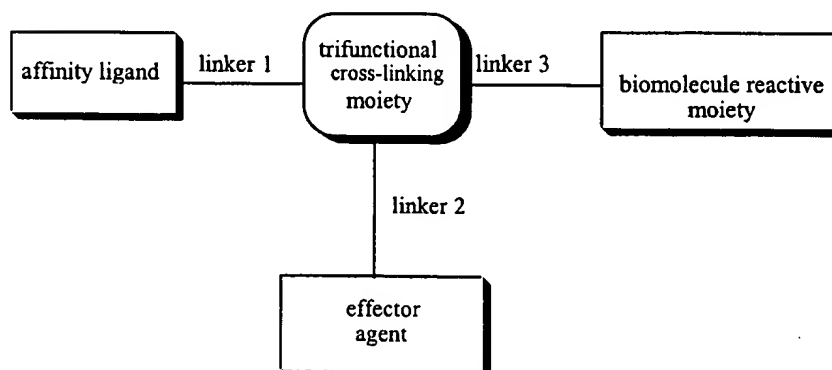 affinity ligand
linker 1
trifunctional
cross-linking
moiety
linker 3
biomolecule reactive
moiety
linker 2
effector
agent